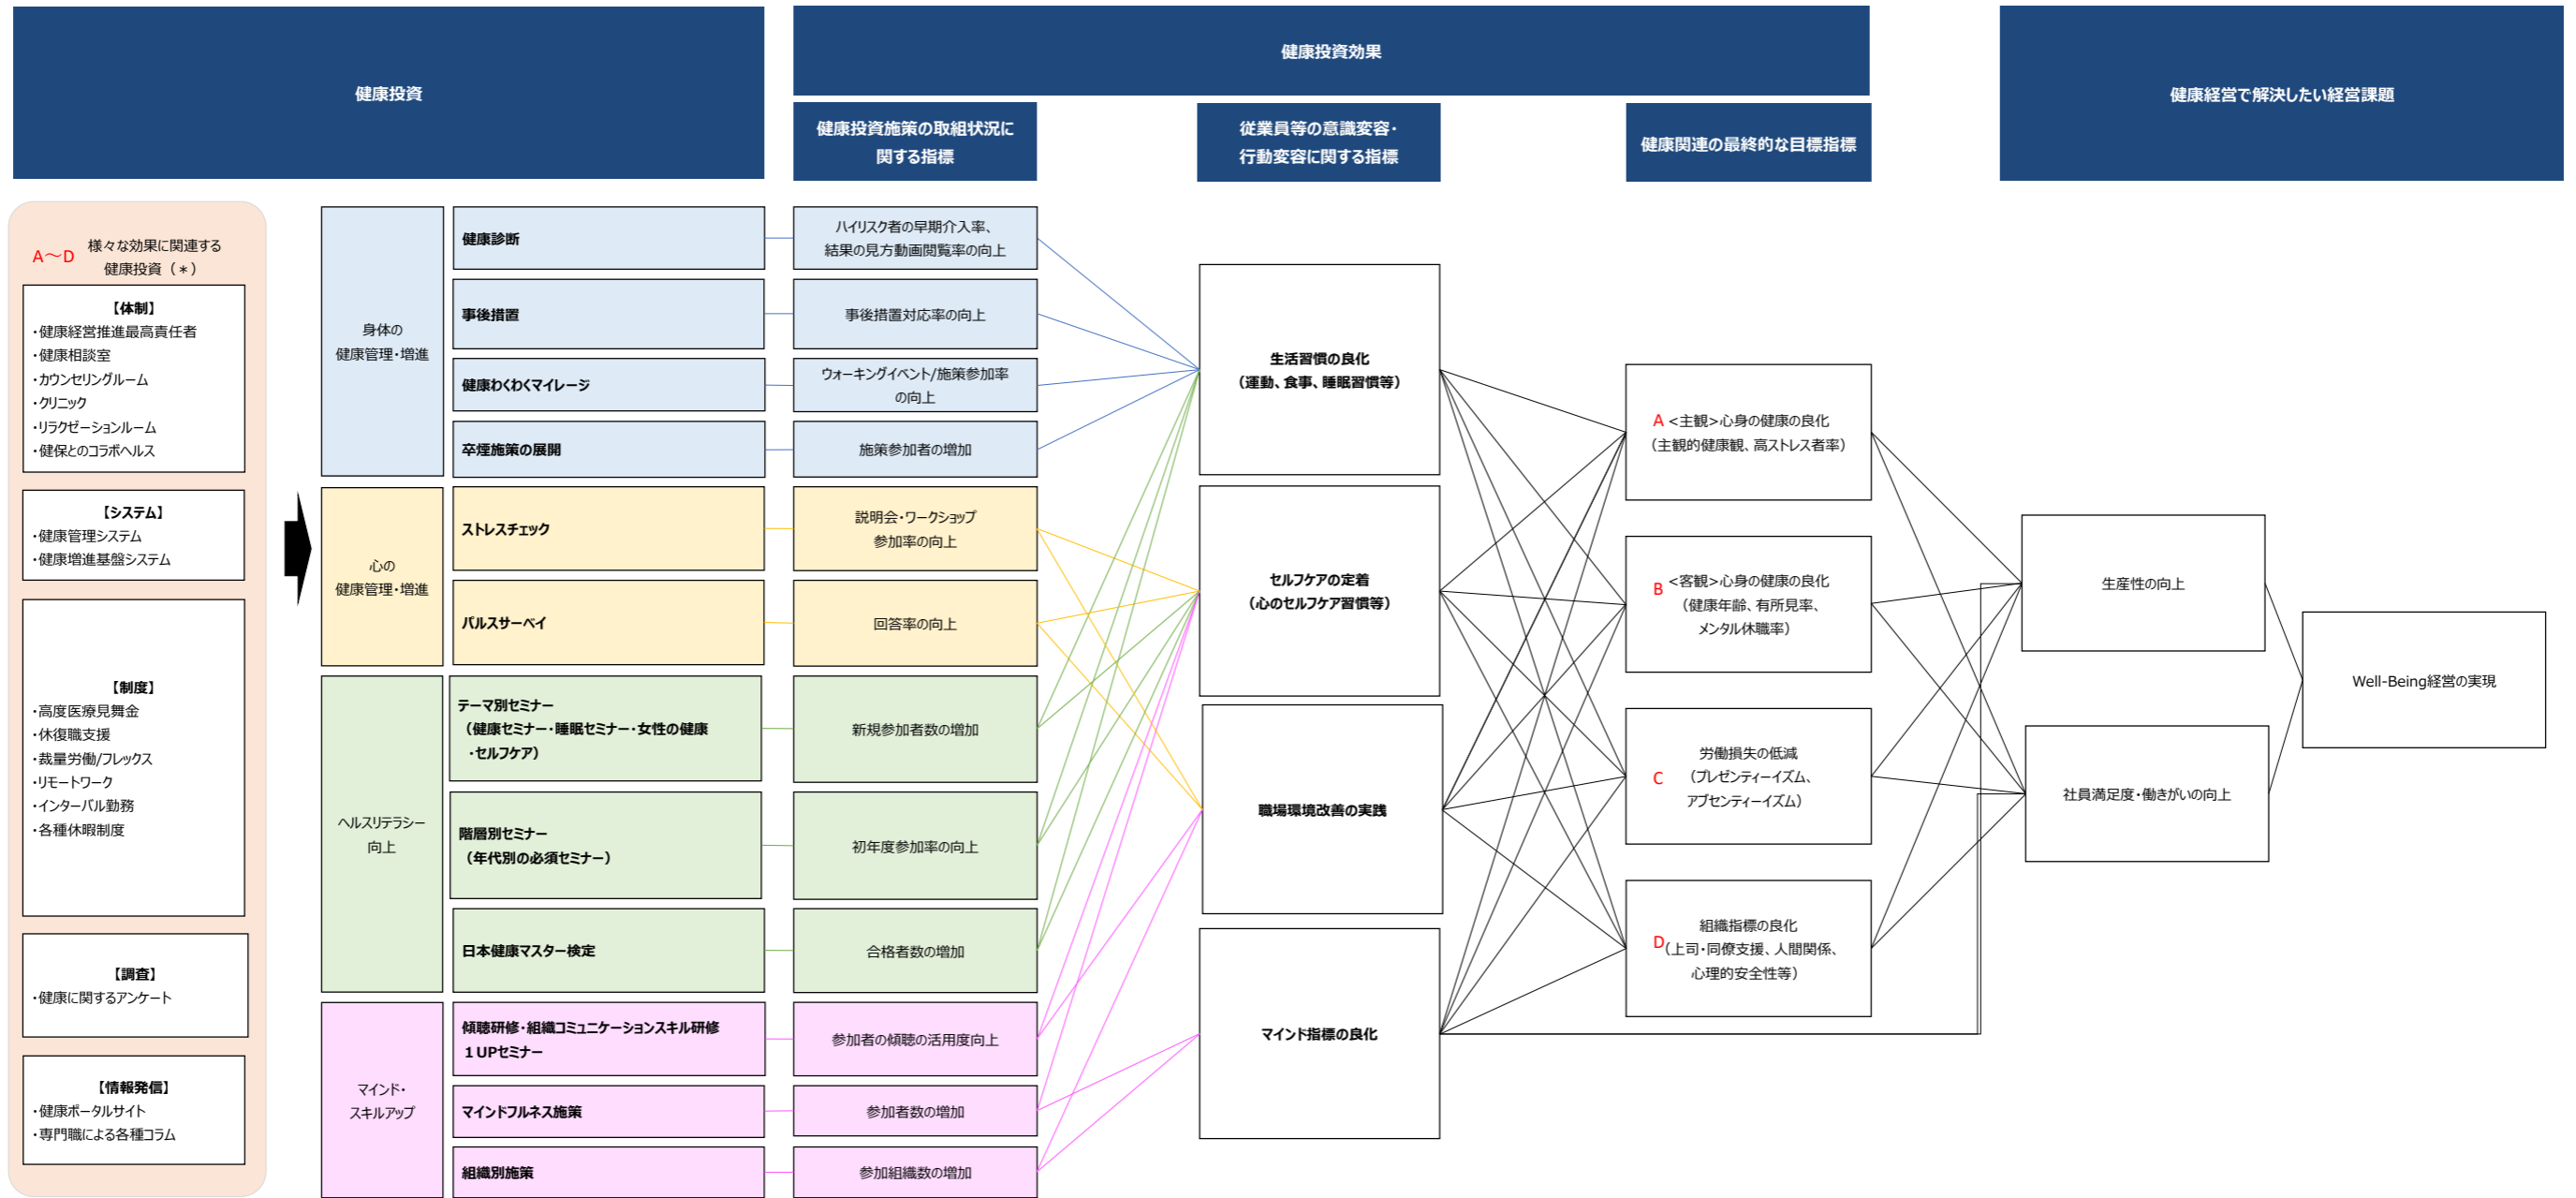 健康投資
健康投資効果
健康経営で解決したい経営課題
健康投資施策の取組状況に
関する指標
従業員等の意識変容・
行動変容に関する指標
健康関連の最終的な目標指標
A～D
様々な効果に関連する
健康投資（＊）
【体制】
・健康経営推進最高責任者
・健康相談室
・カウンセリングルーム
・クリニック
・リラクゼーションルーム
・健保とのコラボヘルス
【システム】
・健康管理システム
・健康増進基盤システム
【制度】
・高度医療見舞金
・休復職支援
・裁量労働/フレックス
・リモートワーク
・インターバル勤務
・各種休暇制度
【調査】
・健康に関するアンケート
【情報発信】
・健康ポータルサイト
・専門職による各種コラム
身体の
健康管理・増進
健康診断
ハイリスク者の早期介入率、
結果の見方動画閲覧率の向上
事後措置
事後措置対応率の向上
健康わくわくマイレージ
ウォーキングイベント/施策参加率
の向上
卒煙施策の展開
施策参加者の増加
心の
健康管理・増進
ストレスチェック
説明会・ワークショップ
参加率の向上
パルスサーベイ
回答率の向上
ヘルスリテラシー
向上
テーマ別セミナー
（健康セミナー・睡眠セミナー・女性の健康
・セルフケア）
新規参加者数の増加
階層別セミナー
（年代別の必須セミナー）
初年度参加率の向上
日本健康マスター検定
合格者数の増加
マインド・
スキルアップ
傾聴研修・組織コミュニケーションスキル研修
１UPセミナー
参加者の傾聴の活用度向上
マインドフルネス施策
参加者数の増加
組織別施策
参加組織数の増加
生活習慣の良化
（運動、食事、睡眠習慣等）
セルフケアの定着
（心のセルフケア習慣等）
職場環境改善の実践
マインド指標の良化
A <主観>心身の健康の良化
（主観的健康観、高ストレス者率）
B <客観>心身の健康の良化
（健康年齢、有所見率、
メンタル休職率）
C
労働損失の低減
（プレゼンティーイズム、
アブセンティーイズム）
D
組織指標の良化
（上司・同僚支援、人間関係、
心理的安全性等）
生産性の向上
社員満足度・働きがいの向上
Well-Being経営の実現